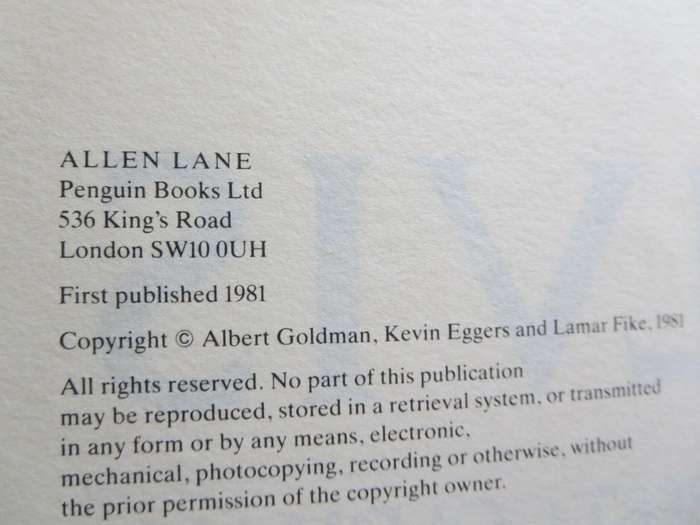 ALLEN LANE
Penguin Books Ltd
536 King's Road
London SW10 0UH
First published 1981
Copyright © Albert Goldman, Kevin Eggers and Lamar Fike, 1981
All rights reserved. No part of this publication
may be reproduced, stored in a retrieval system, or transmitted
in any form or by any means, electronic,
mechanical, photocopying, recording or otherwise, without
the prior permission of the copyright owner.